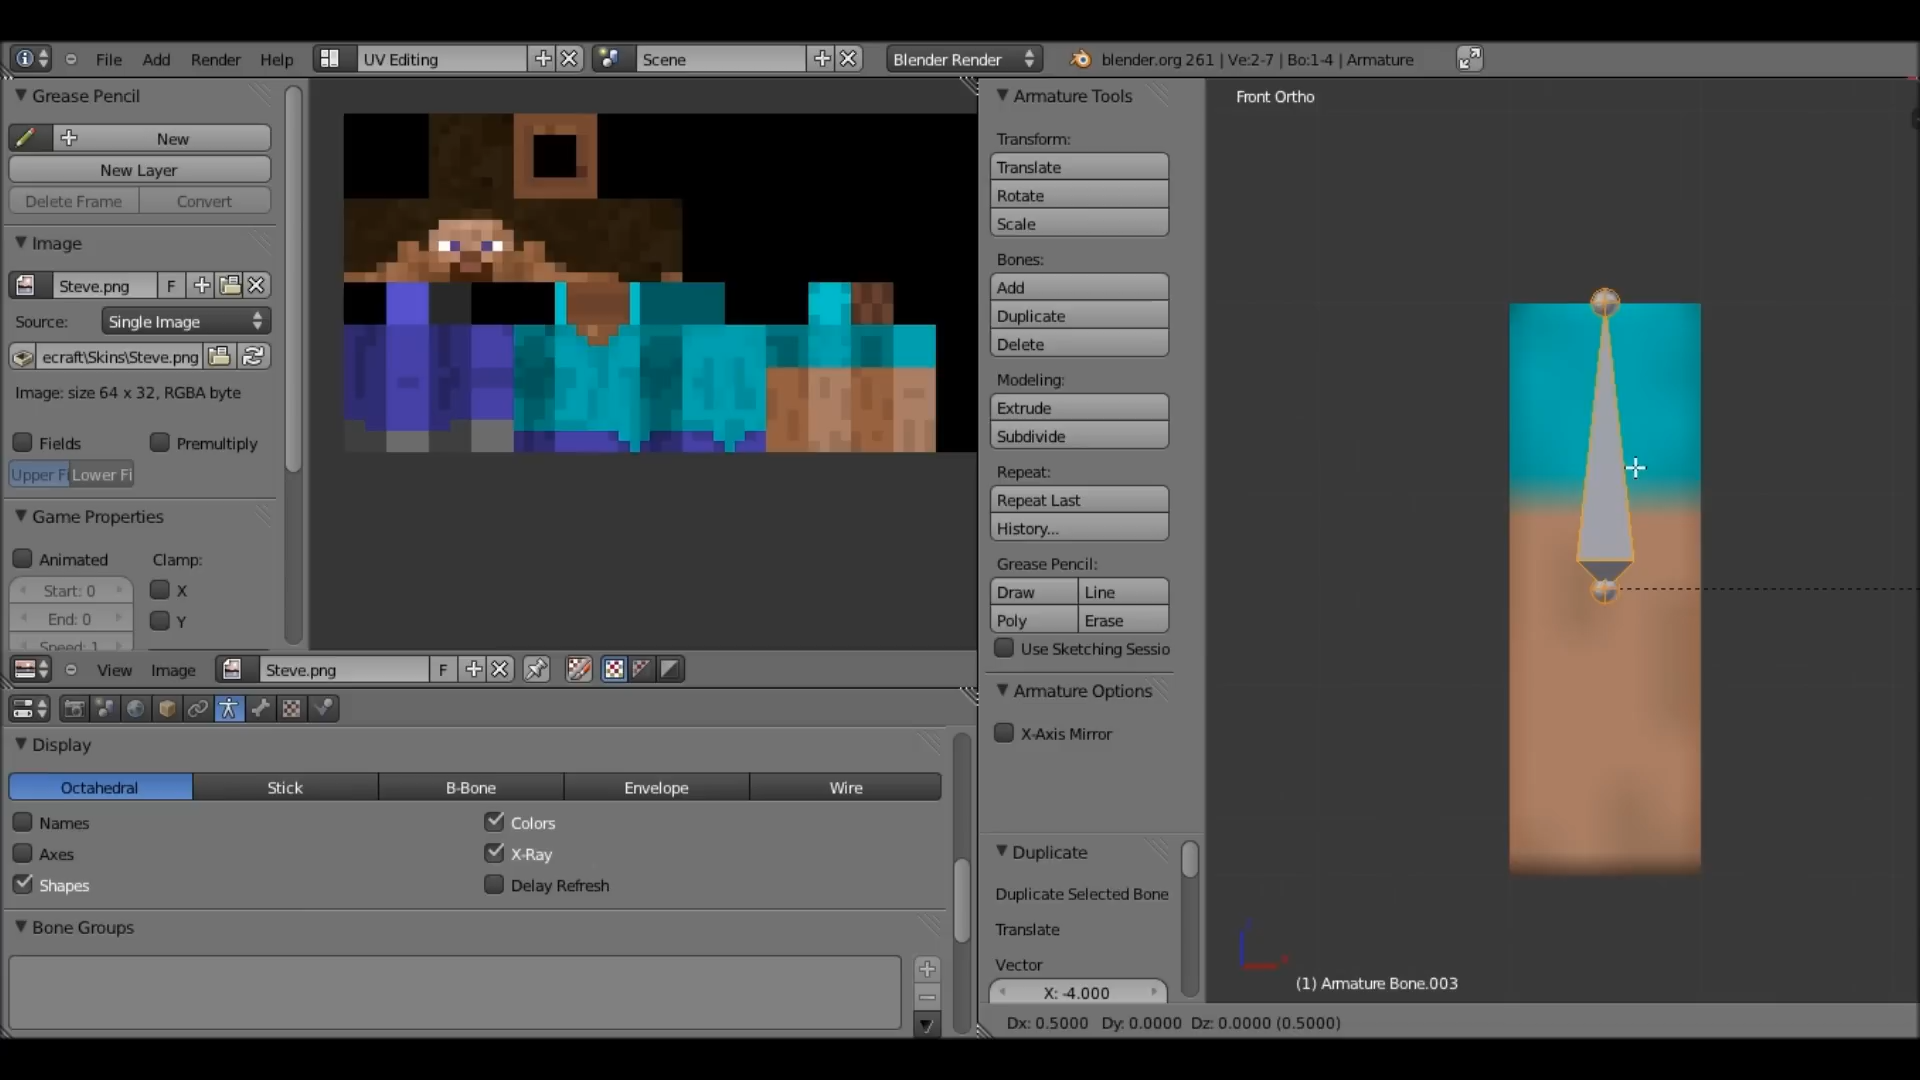 File Add Render Help UV Editing Scene Blender Render blender.org 261 | Ve:2-7 | Bo:1-4 | Armature
Grease Pencil
New
New Layer
Delete Frame Convert
Image
Steve.png F
Source: Single Image
ecraft\Skins\Steve.png
Image: size 64 x 32, RGBA byte
Fields Premultiply
Upper Fi Lower Fi
Game Properties
Animated Clamp:
Start: 0 X
End: 0 Y
Speed: 1
View Image Steve.png F
Display
Octahedral Stick B-Bone Envelope Wire
Names Colors
Axes X-Ray
Shapes Delay Refresh
Bone Groups
Armature Tools
Transform:
Translate
Rotate
Scale
Bones:
Add
Duplicate
Delete
Modeling:
Extrude
Subdivide
Repeat:
Repeat Last
History...
Grease Pencil:
Draw Line
Poly Erase
Use Sketching Sessio
Armature Options
X-Axis Mirror
Duplicate
Duplicate Selected Bone
Translate
Vector
X: -4.000
Front Ortho
(1) Armature Bone.003
Dx: 0.5000 Dy: 0.0000 Dz: 0.0000 (0.5000)